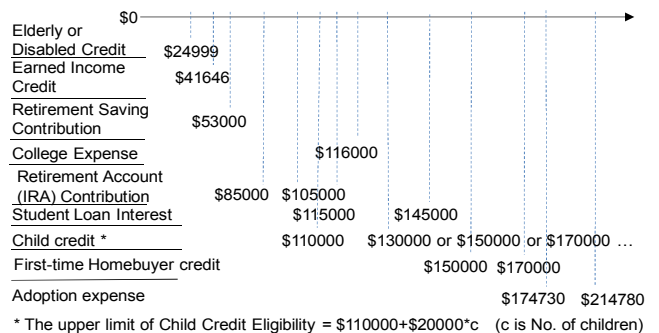 $0
Elderly or
Disabled Credit $24999
Earned Income
Credit $41646
Retirement Saving
Contribution $53000
College Expense $116000
Retirement Account
(IRA) Contribution $85000 $105000
Student Loan Interest $115000 $145000
Child credit * $110000 $130000 or $150000 or $170000 ...
First-time Homebuyer credit $150000 $170000
Adoption expense $174730 $214780
* The upper limit of Child Credit Eligibility = $110000+$20000*c (c is No. of children)